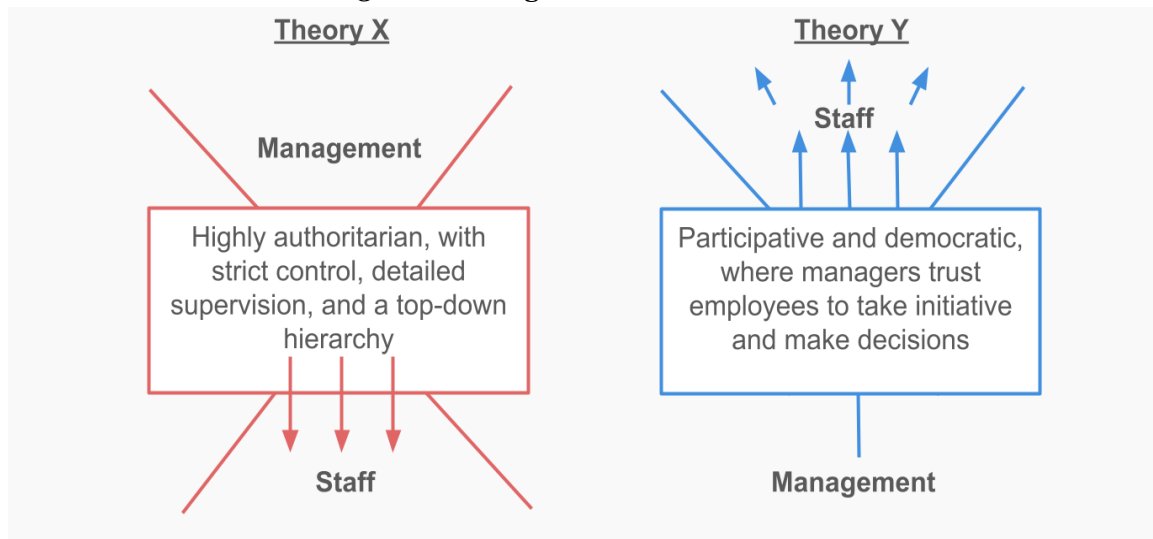 Theory X
Management
Highly authoritarian, with
strict control, detailed
supervision, and a top-down
hierarchy
Staff
Theory Y
Staff
Participative and democratic,
where managers trust
employees to take initiative
and make decisions
Management